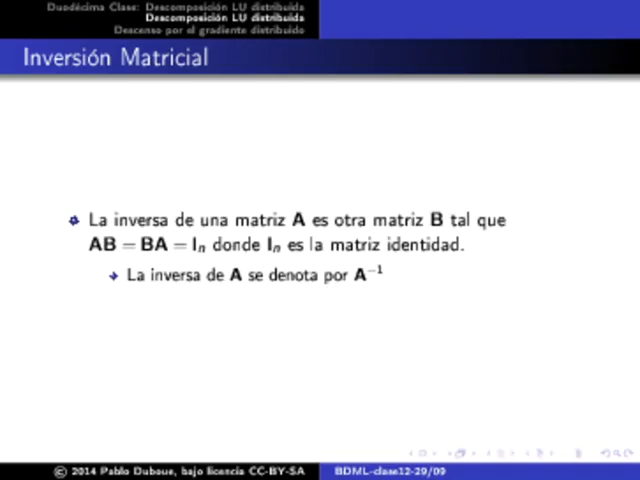 Duodécima Clase: Descomposición LU distribuida
Descomposición LU distribuida
Descenso por el gradiente distribuido
Inversión Matricial
La inversa de una matriz A es otra matriz B tal que
AB = BA = Iₙ donde Iₙ es la matriz identidad.
La inversa de A se denota por A⁻¹
© 2014 Pablo Duboue, bajo licencia CC-BY-SA
BDML-clase12-29/09